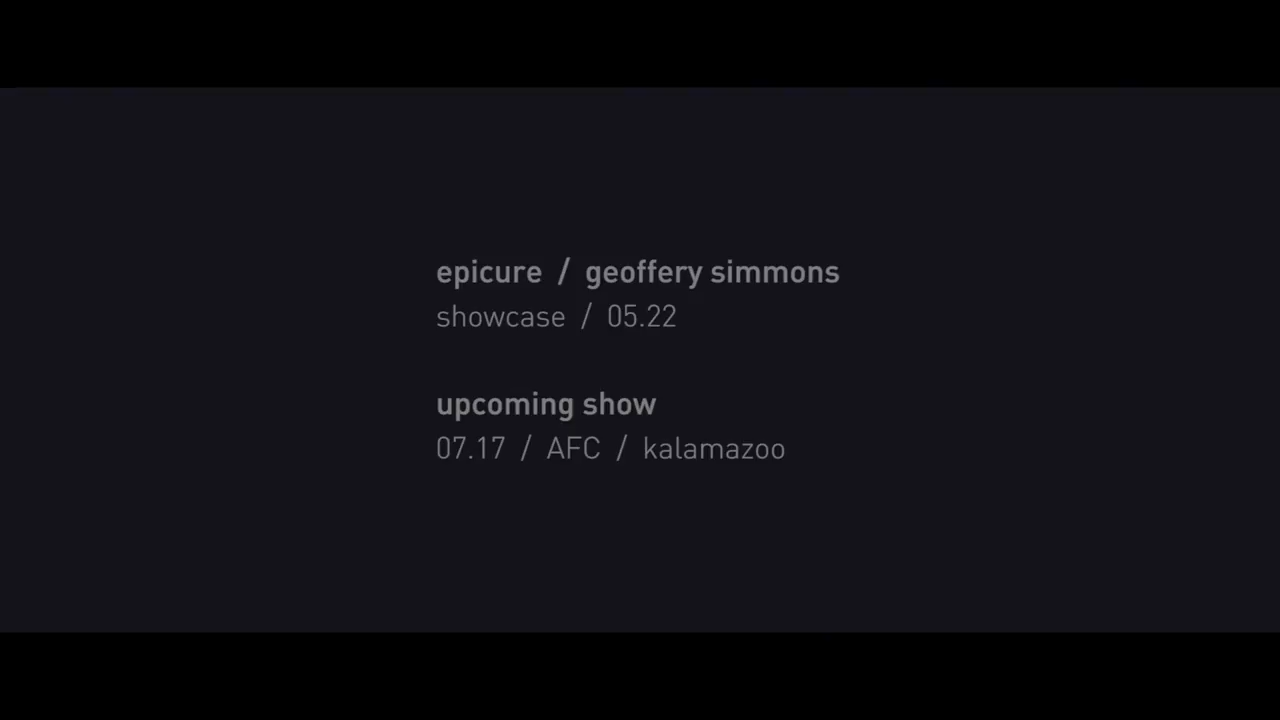 epicure / geoffery simmons
showcase / 05.22
upcoming show
07.17 / AFC / kalamazoo